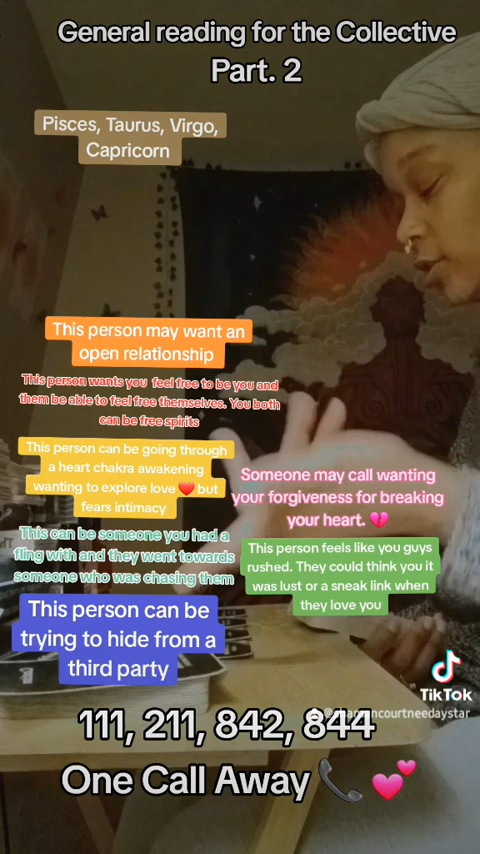 General reading for the Collective
Part. 2
Pisces, Taurus, Virgo,
Capricorn
This person may want an
open relationship
This person wants you feel free to be you and
them be able to feel free themselves. You both
can be free spirits
This person can be going through
a heart chakra awakening
wanting to explore love ❤️ but
fears intimacy
Someone may call wanting
your forgiveness for breaking
your heart. 💔
This can be someone you had a
fling with and they went towards
someone who was chasing them
This person feels like you guys
rushed. They could think you it
was lust or a sneak link when
they love you
This person can be
trying to hide from a
third party
TikTok
111, 211, 842, 844
One Call Away 📞 💕